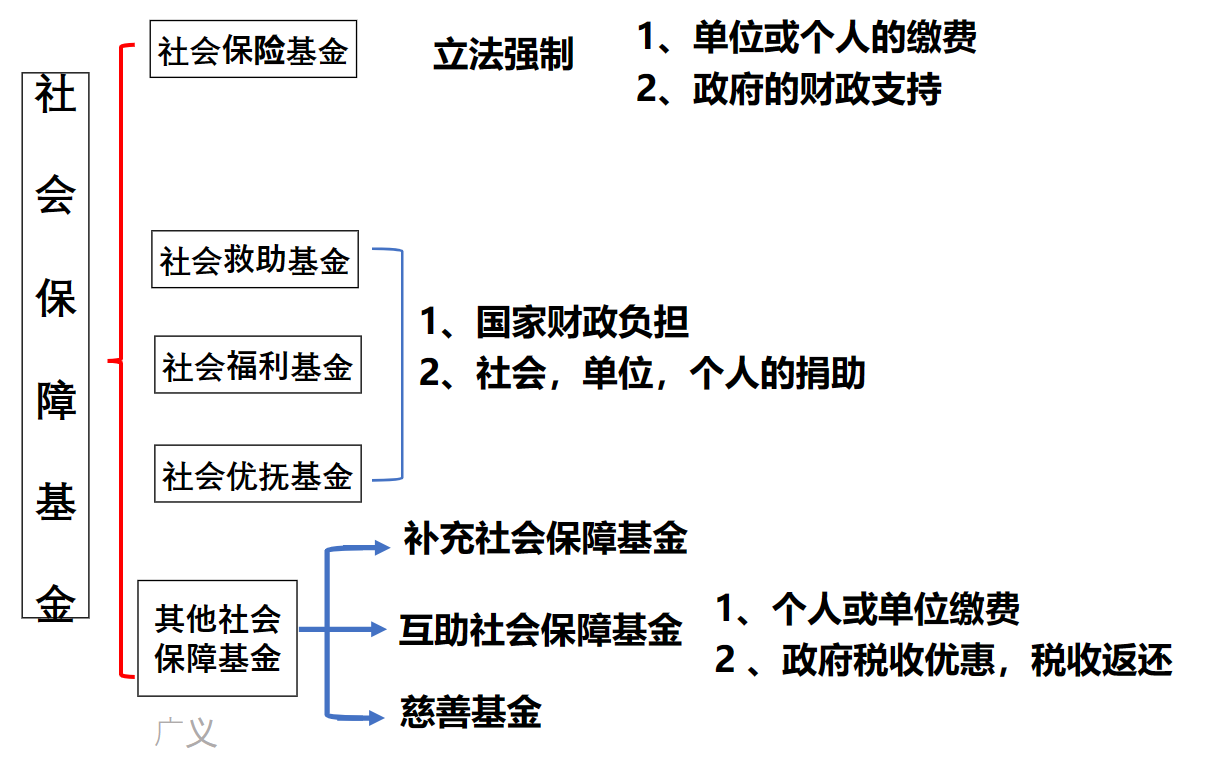 社会保障基金
社会保险基金
立法强制
1、单位或个人的缴费
2、政府的财政支持
社会救助基金
社会福利基金
社会优抚基金
1、国家财政负担
2、社会，单位，个人的捐助
其他社会
保障基金
广义
补充社会保障基金
互助社会保障基金
慈善基金
1、个人或单位缴费
2 、政府税收优惠，税收返还